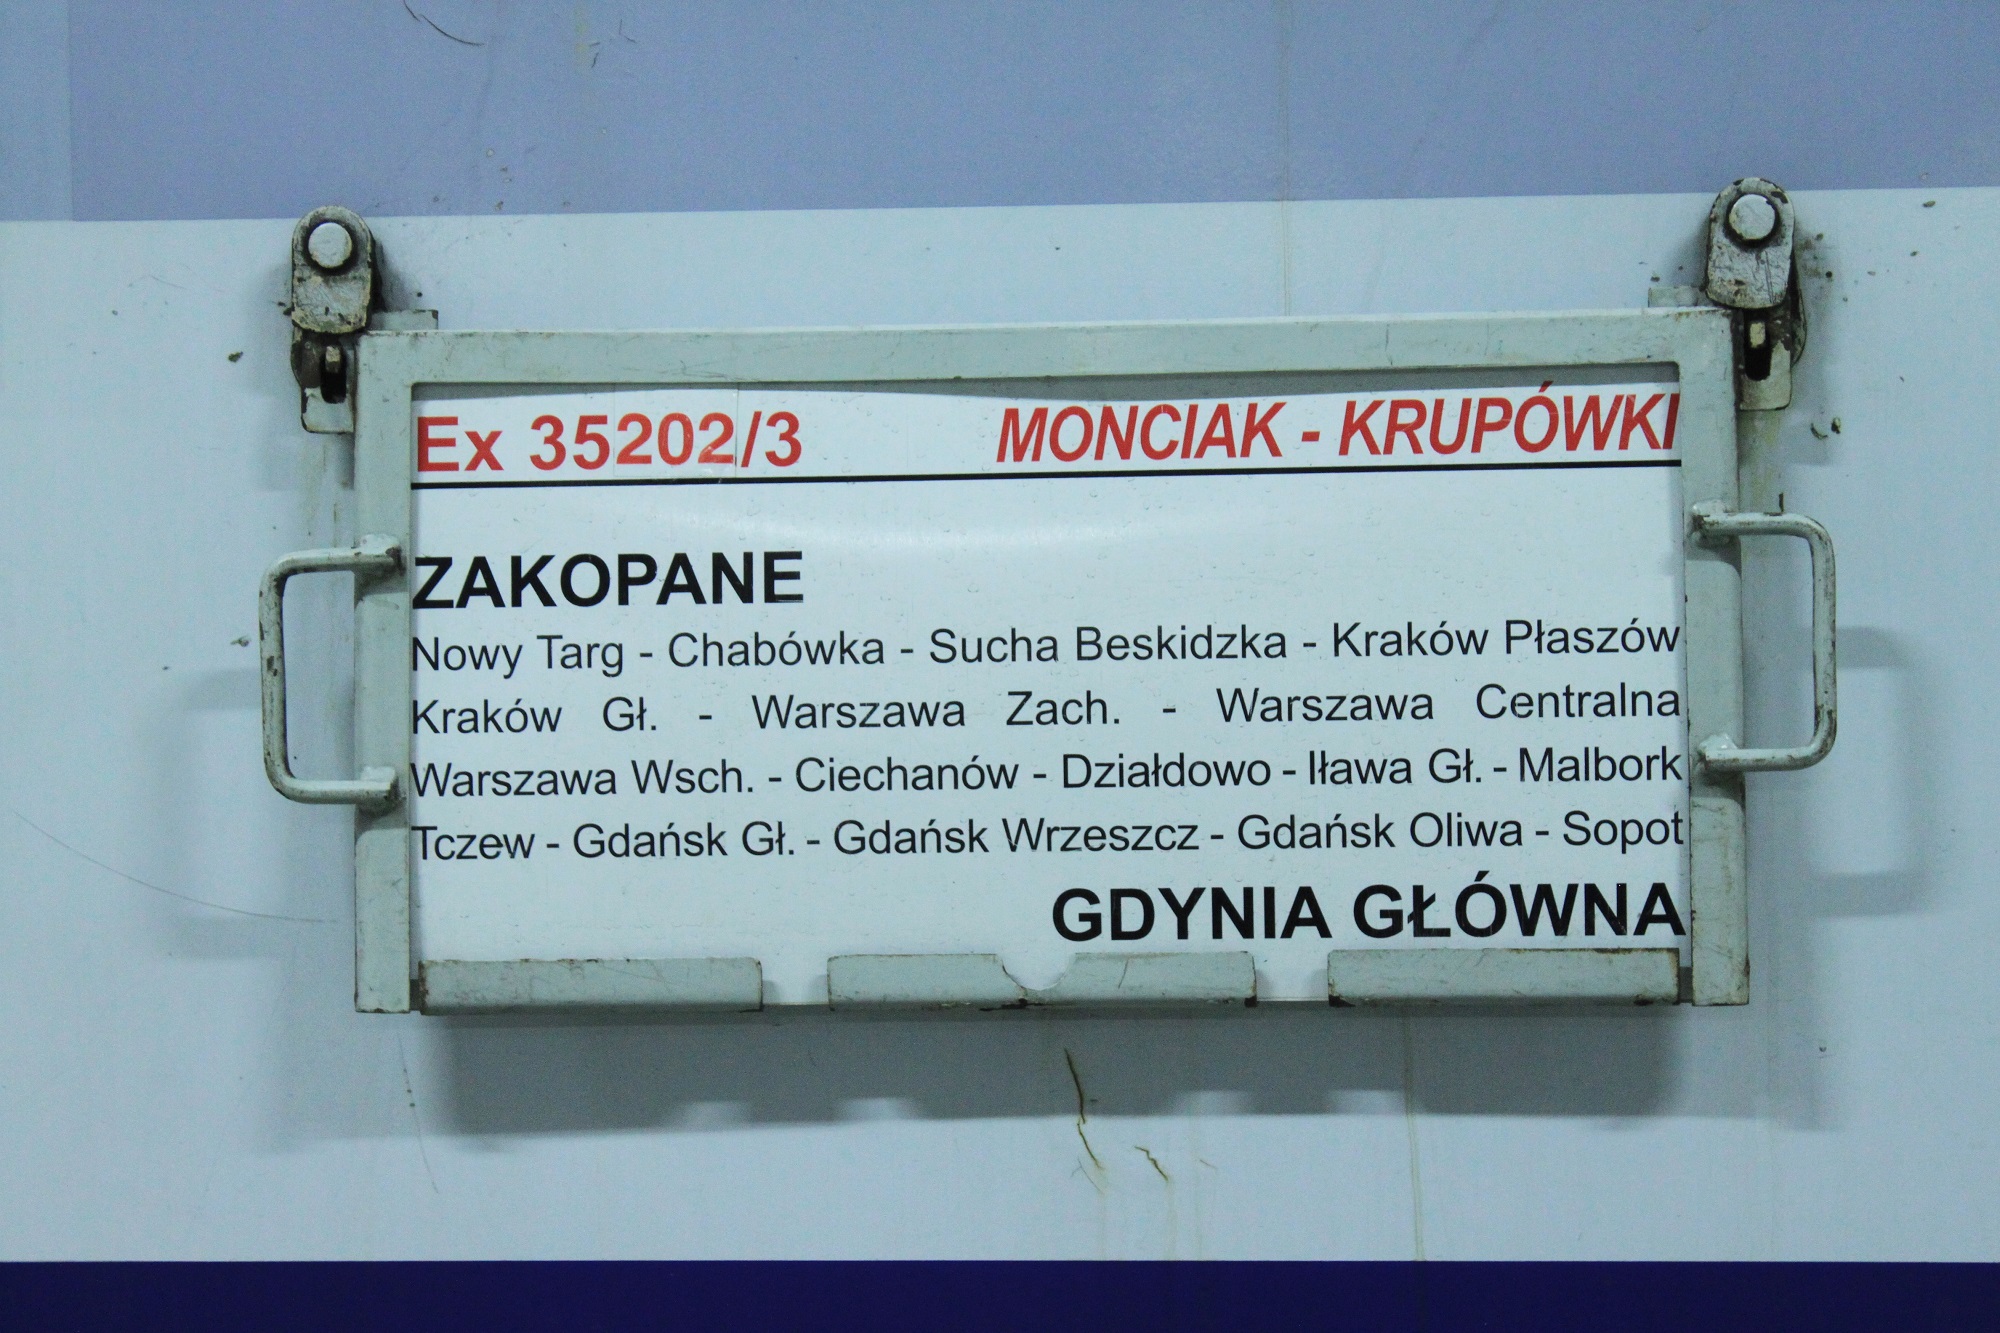 Ex 35202/3 MONCIAK - KRUPÓWKI
ZAKOPANE
Nowy Targ - Chabówka - Sucha Beskidzka - Kraków Płaszów
Kraków Gł. - Warszawa Zach. - Warszawa Centralna
Warszawa Wsch. - Ciechanów - Działdowo - Iława Gł. - Malbork
Tczew - Gdańsk Gł. - Gdańsk Wrzeszcz - Gdańsk Oliwa - Sopot
GDYNIA GŁÓWNA